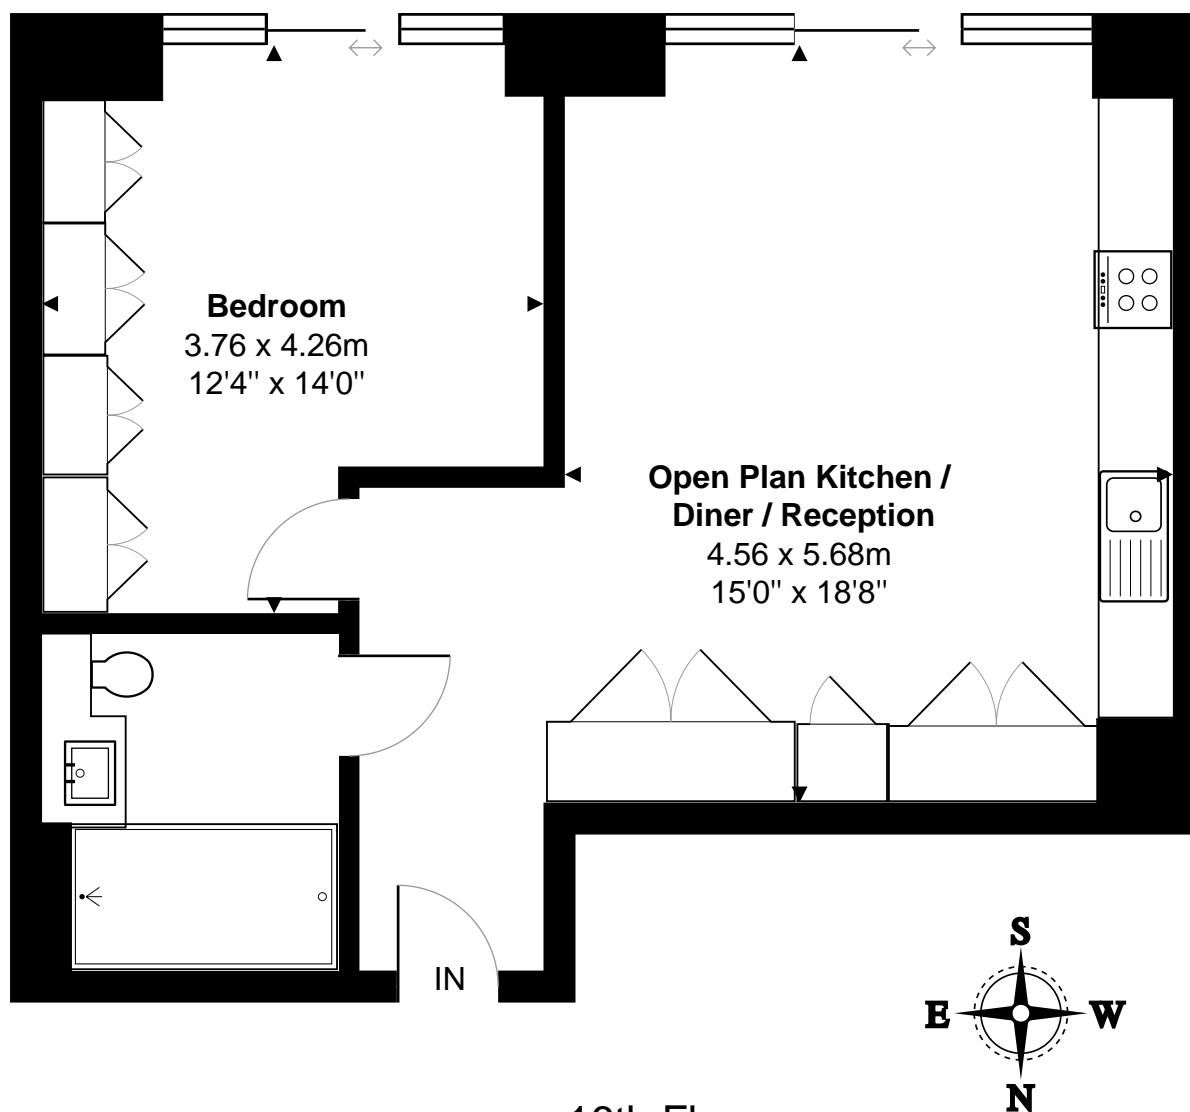 Bedroom
3.76 x 4.26m
12'4" x 14'0"
Open Plan Kitchen /
Diner / Reception
4.56 x 5.68m
15'0" x 18'8"
IN
S
E W
N